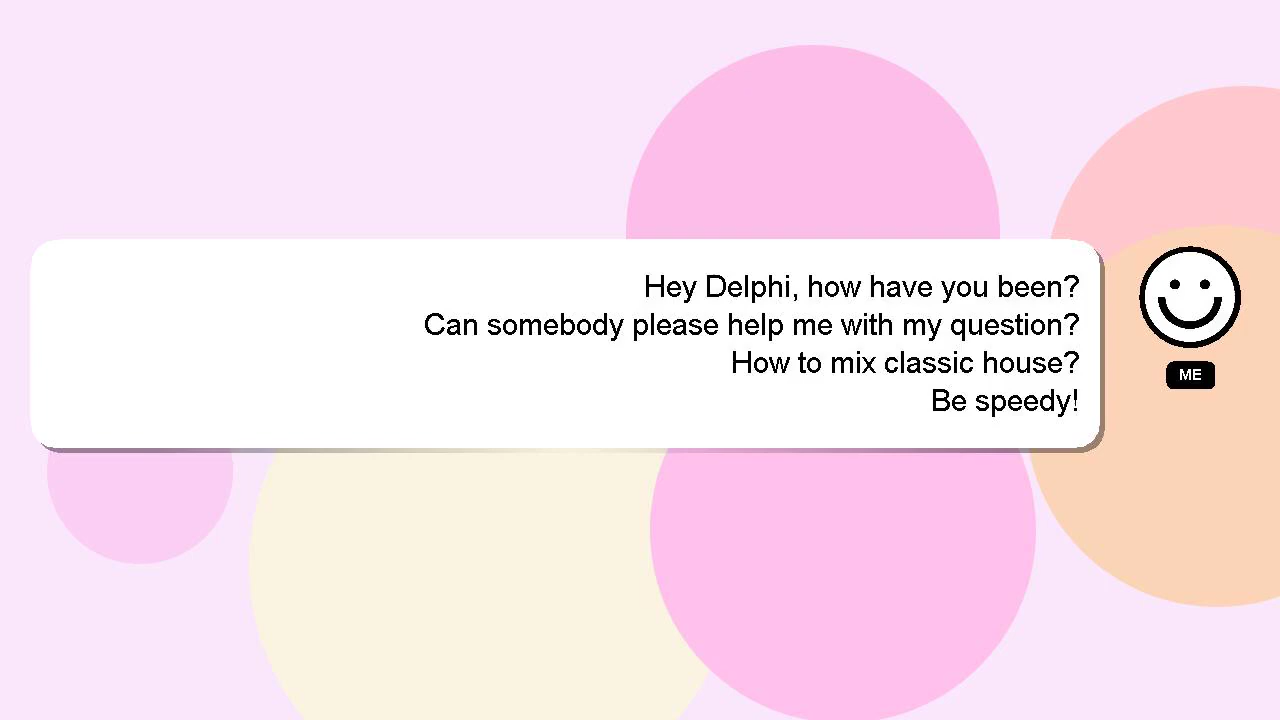 Hey Delphi, how have you been?
Can somebody please help me with my question?
How to mix classic house?
Be speedy!
ME